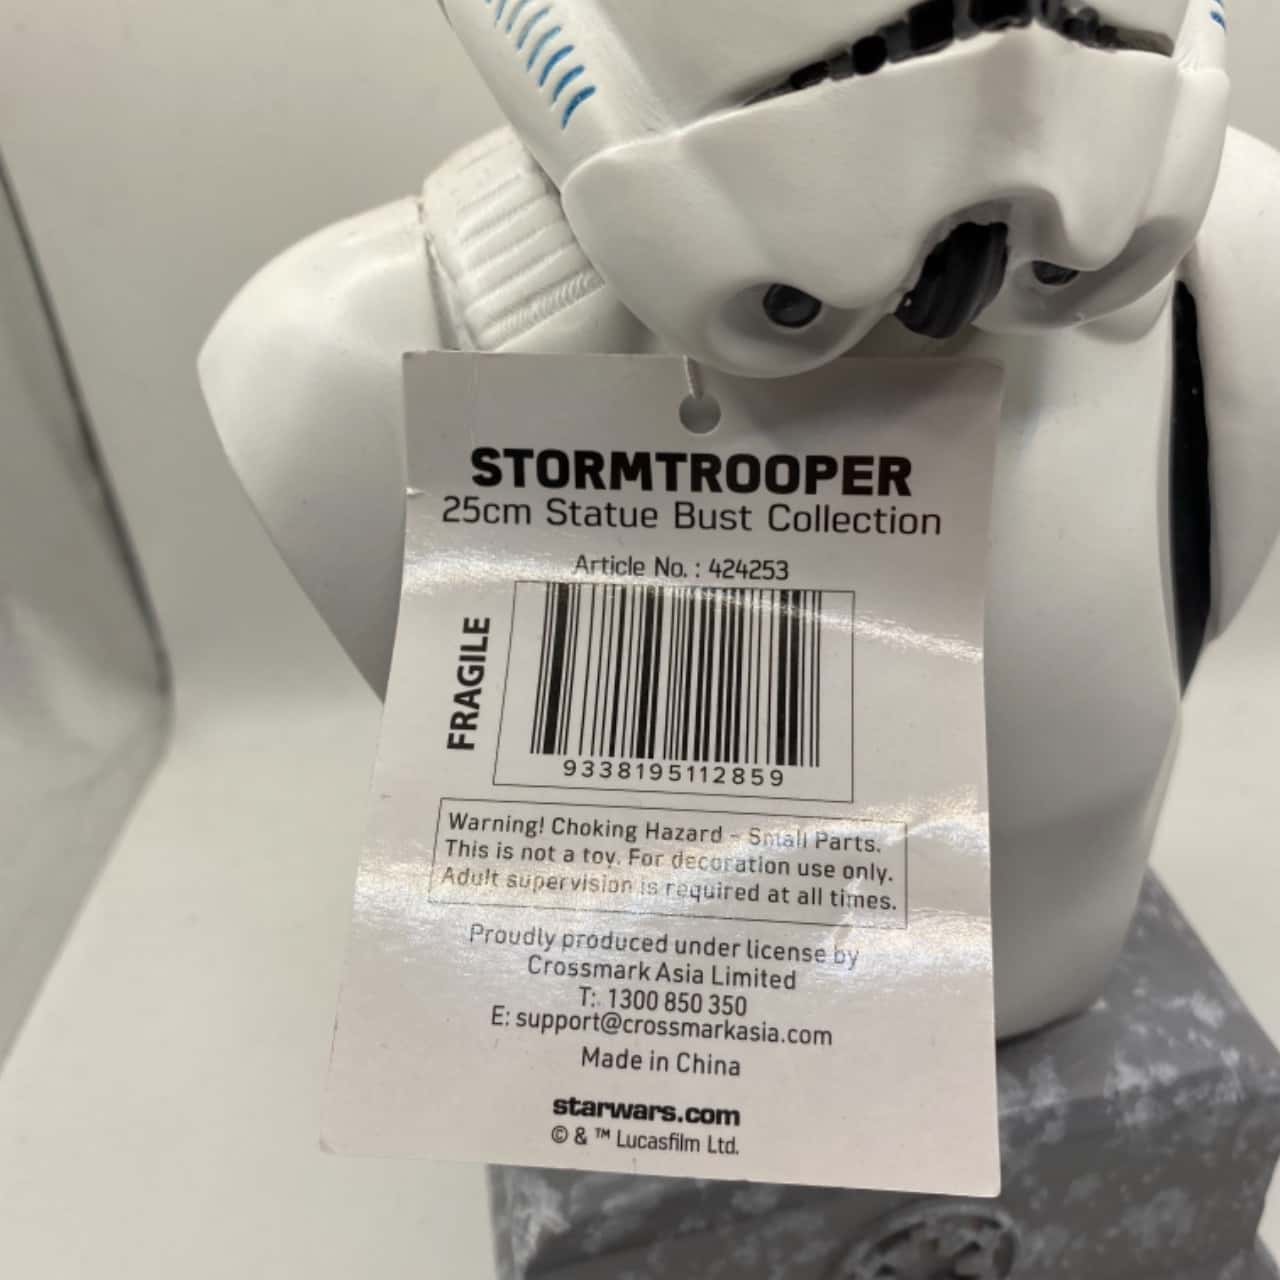 STORMTROOPER
25cm Statue Bust Collection
Article No. : 424253
FRAGILE
9338195112859
Warning! Choking Hazard - Small Parts.
This is not a toy. For decoration use only.
Adult supervision is required at all times.
Proudly produced under license by
Crossmark Asia Limited
T: 1300 850 350
E: support@crossmarkasia.com
Made in China
starwars.com
© & ™ Lucasfilm Ltd.